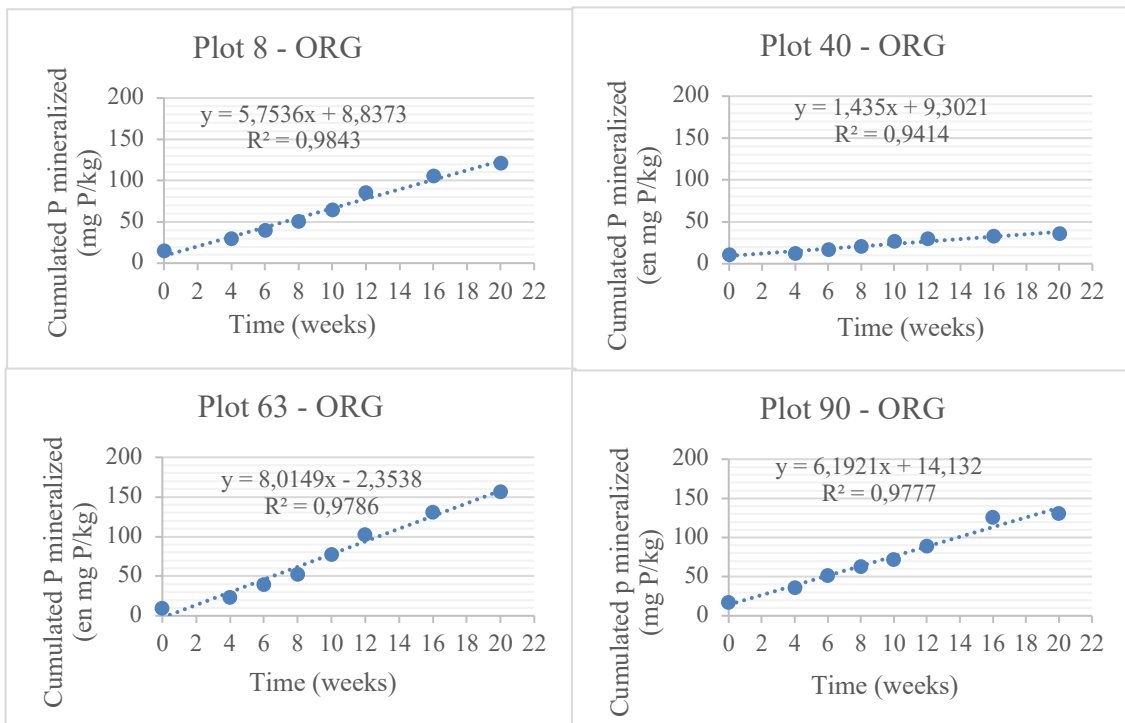 Plot 8 - ORG
Cumulated P mineralized
(mg P/kg)
200
150
100
50
0
y = 5,7536x + 8,8373
R² = 0,9843
0 2 4 6 8 10 12 14 16 18 20 22
Time (weeks)
Plot 40 - ORG
Cumulated P mineralized
(en mg P/kg)
200
150
100
50
0
y = 1,435x + 9,3021
R² = 0,9414
0 2 4 6 8 10 12 14 16 18 20 22
Time (weeks)
Plot 63 - ORG
Cumulated P mineralized
(en mg P/kg)
200
150
100
50
0
y = 8,0149x - 2,3538
R² = 0,9786
0 2 4 6 8 10 12 14 16 18 20 22
Time (weeks)
Plot 90 - ORG
Cumulated p mineralized
(mg P/kg)
200
150
100
50
0
y = 6,1921x + 14,132
R² = 0,9777
0 2 4 6 8 10 12 14 16 18 20 22
Time (weeks)